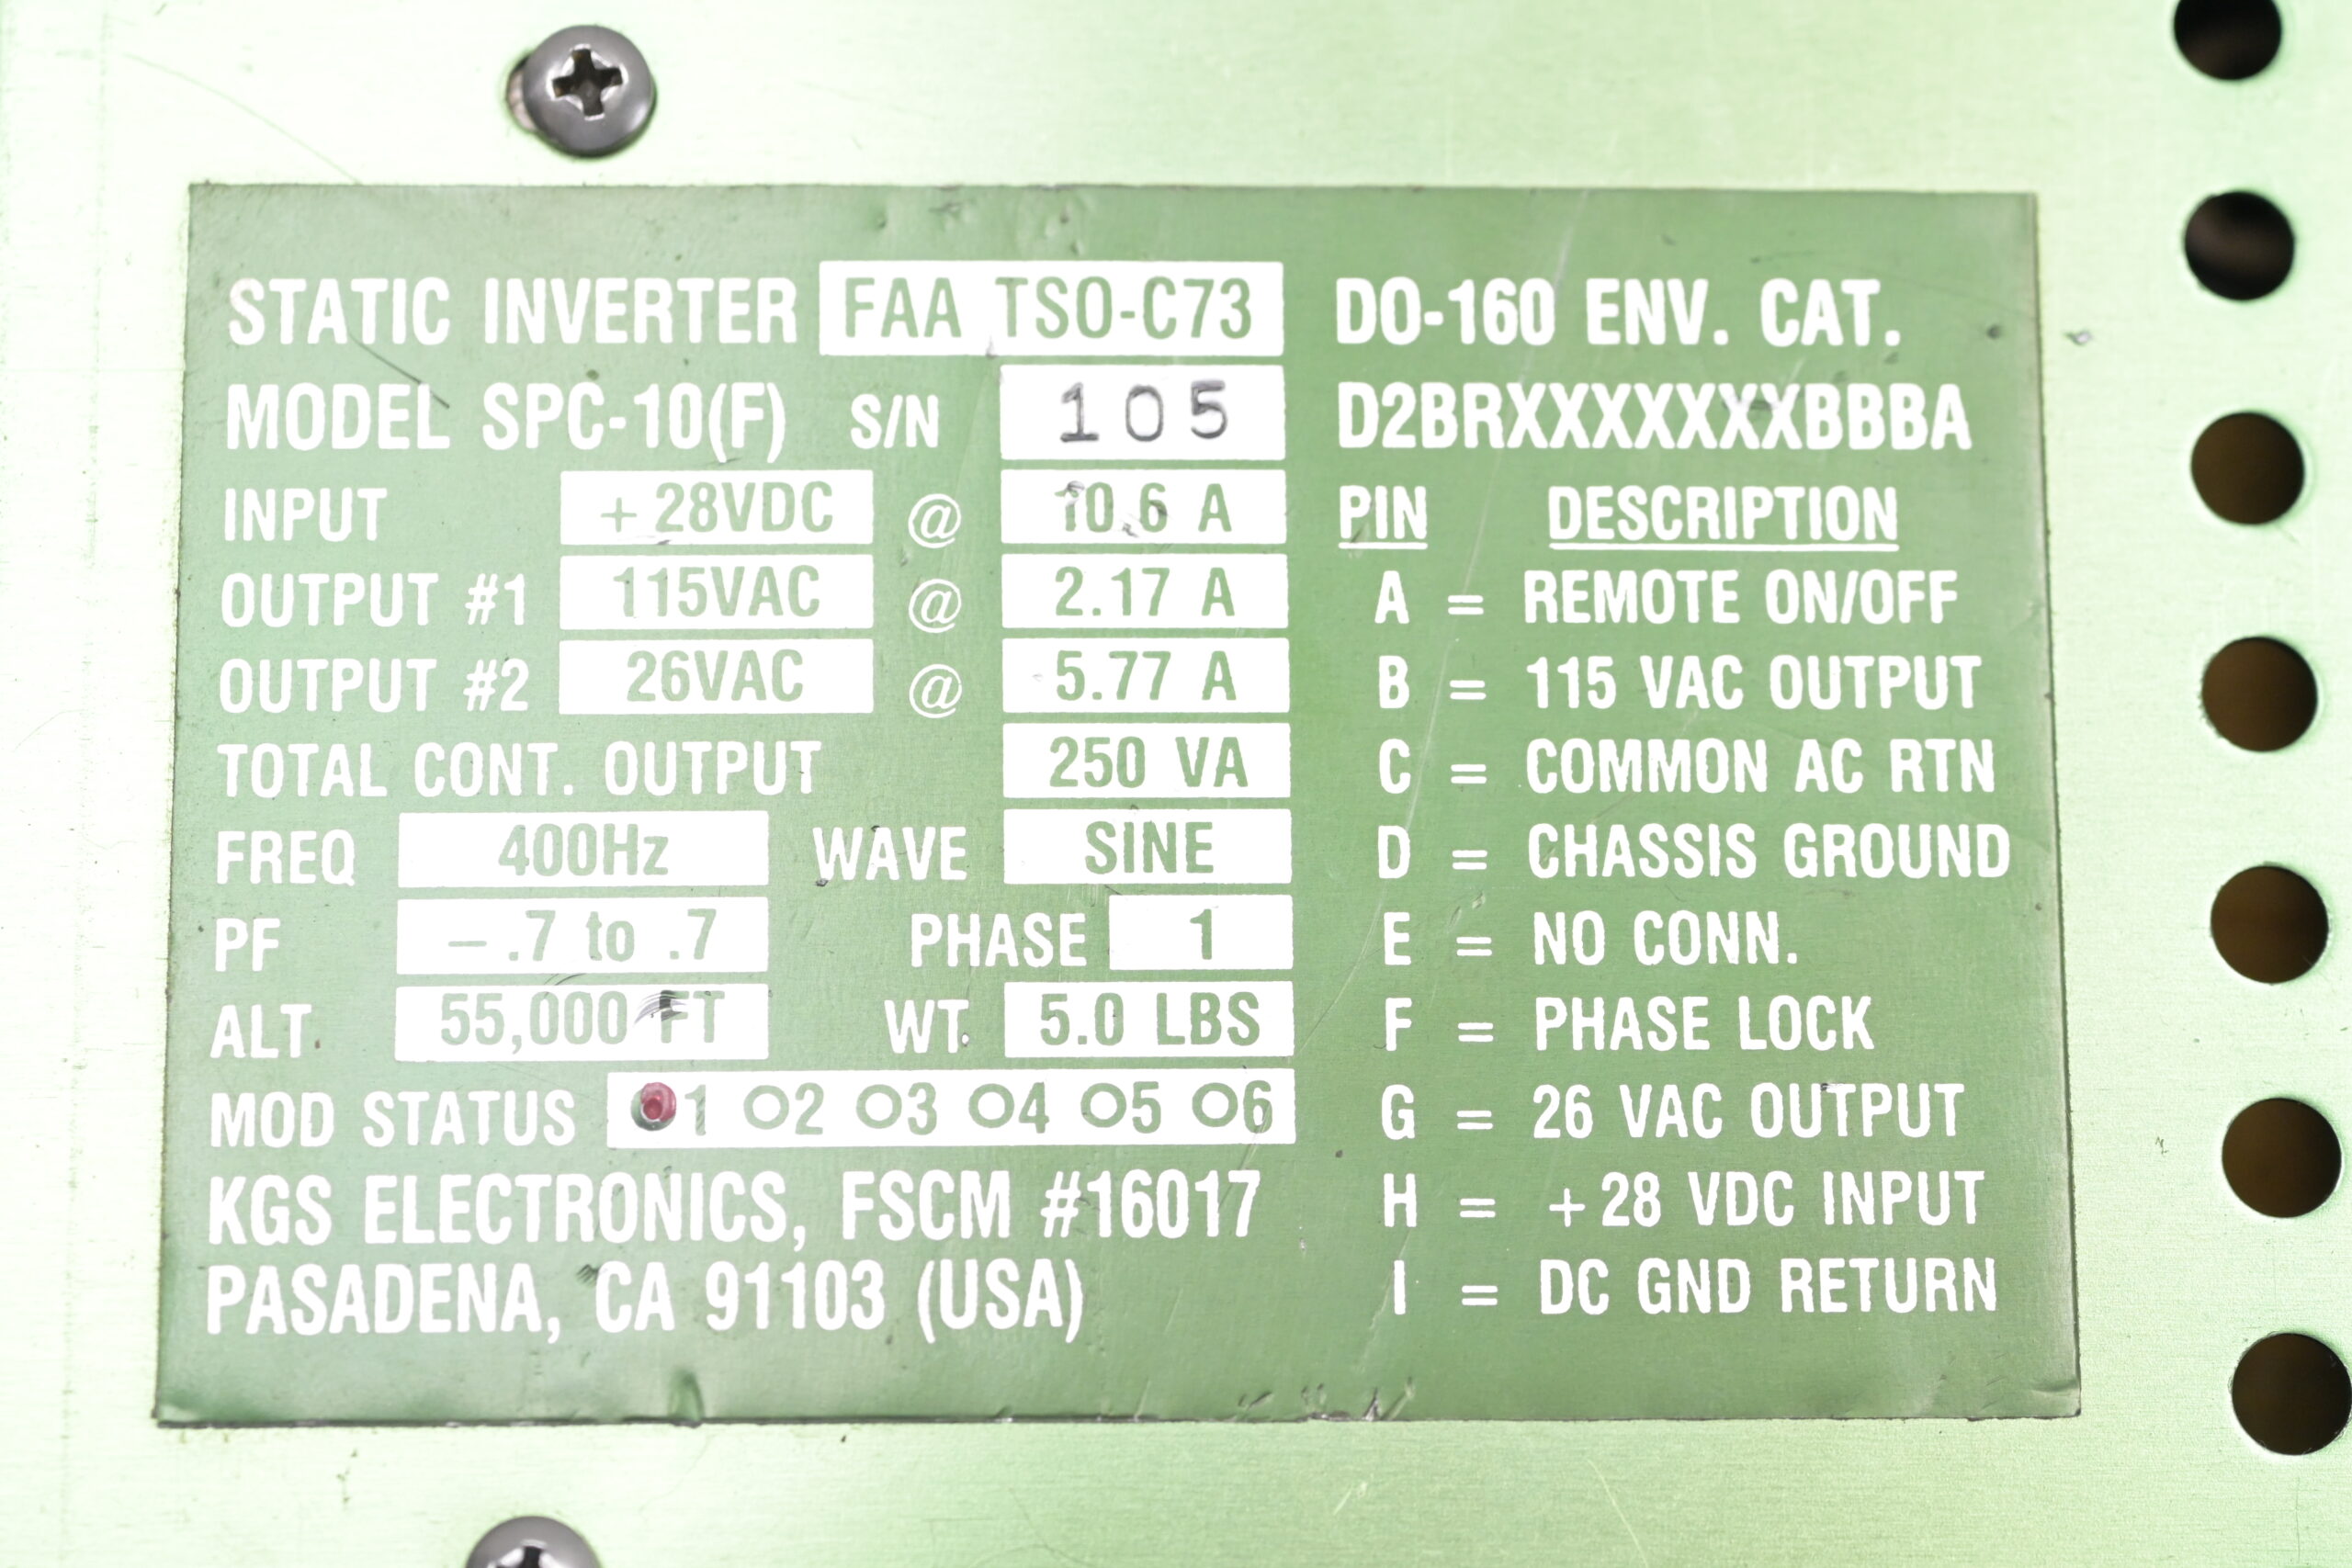 STATIC INVERTER FAA TSO-C73
MODEL SPC-10(F) S/N 105
INPUT +28VDC @ 10.6 A
OUTPUT #1 115VAC @ 2.17 A
OUTPUT #2 26VAC @ 5.77 A
TOTAL CONT. OUTPUT 250 VA
FREQ 400Hz WAVE SINE
PF – .7 to .7 PHASE 1
ALT. 55,000 FT WT. 5.0 LBS
MOD STATUS 1 O2 O3 O4 O5 O6
KGS ELECTRONICS, FSCM #16017
PASADENA, CA 91103 (USA)
DO-160 ENV. CAT.
D2BRXXXXXXXXBBBA
PIN DESCRIPTION
A = REMOTE ON/OFF
B = 115 VAC OUTPUT
C = COMMON AC RTN
D = CHASSIS GROUND
E = NO CONN.
F = PHASE LOCK
G = 26 VAC OUTPUT
H = +28 VDC INPUT
I = DC GND RETURN